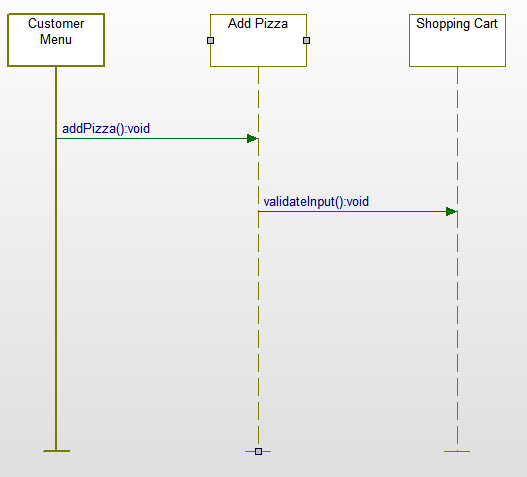 Customer
Menu
Add Pizza
Shopping Cart
addPizza():void
validateInput():void